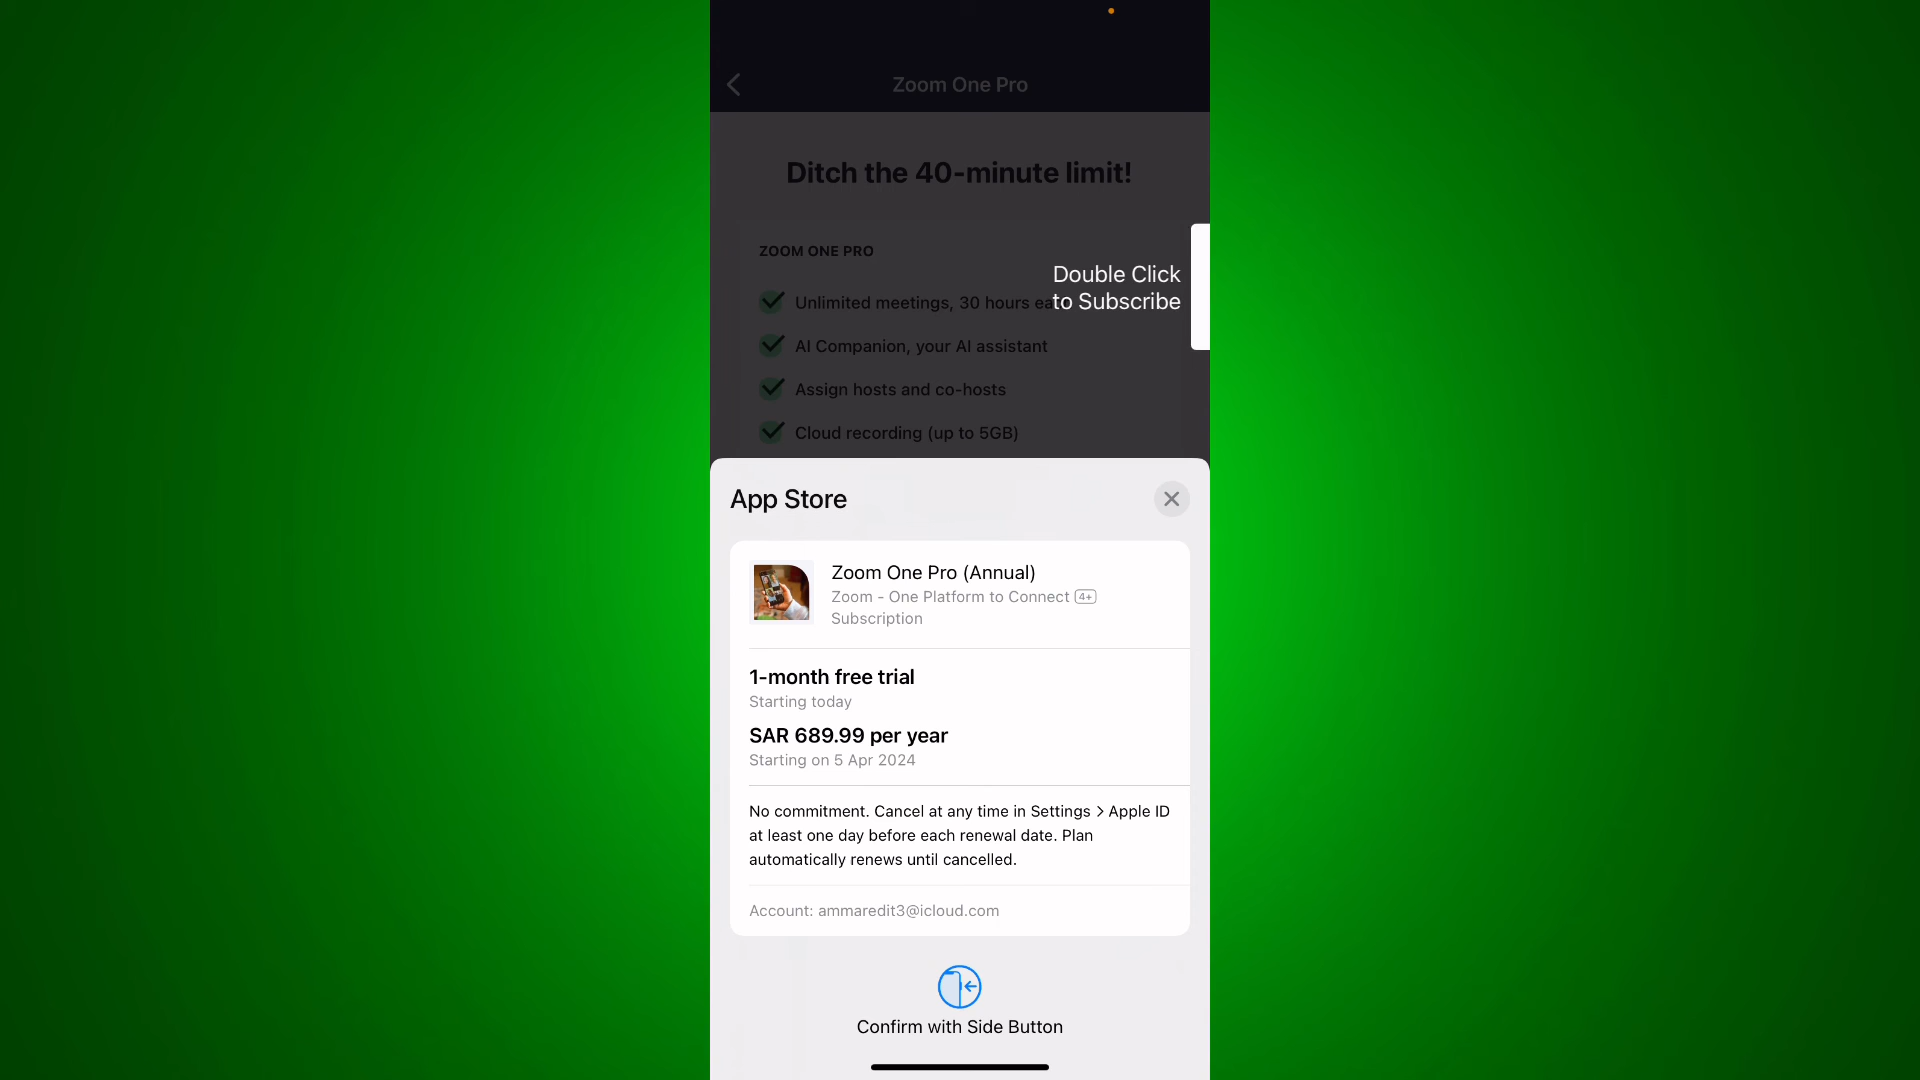 Zoom One Pro
Ditch the 40-minute limit!
ZOOM ONE PRO
Double Click
to Subscribe
Unlimited meetings, 30 hours
AI Companion, your AI assistant
Assign hosts and co-hosts
Cloud recording (up to 5GB)
App Store
Zoom One Pro (Annual)
Zoom - One Platform to Connect 4+
Subscription
1-month free trial
Starting today
SAR 689.99 per year
Starting on 5 Apr 2024
No commitment. Cancel at any time in Settings > Apple ID
at least one day before each renewal date. Plan
automatically renews until cancelled.
Account: ammaredit3@icloud.com
Confirm with Side Button